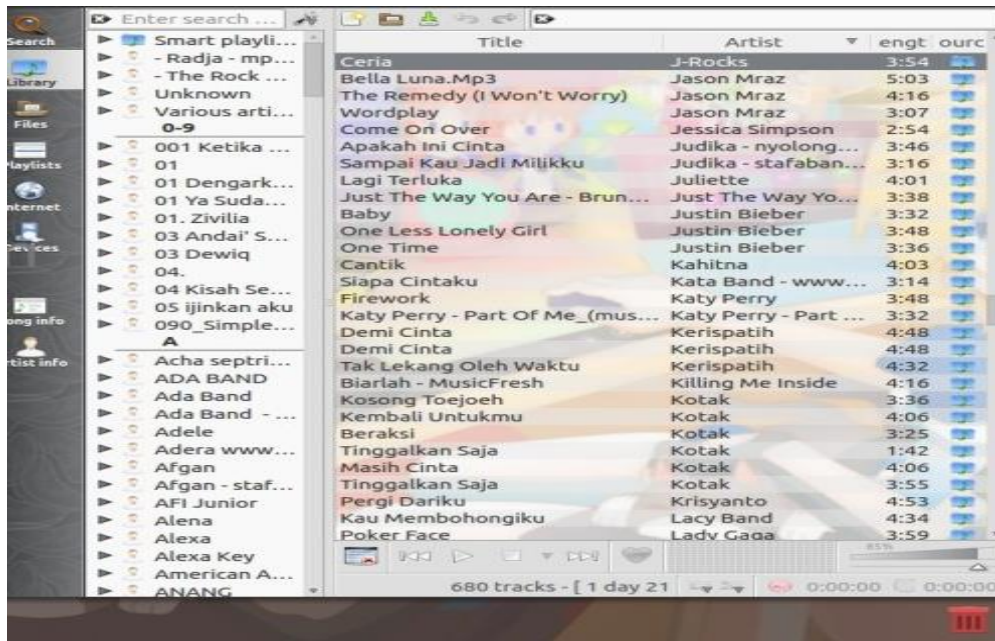 Search
Library
Files
Playlists
Internet
Devices
ong info
tist info
Enter search ...
Smart playli...
- Radja - mp...
- The Rock ...
Unknown
Various arti...
0-9
001 Ketika ...
01
01 Dengark...
01 Ya Suda...
01. Zivilia
03 Andai' S...
03 Dewiq
04.
04 Kisah Se...
05 ijinkan aku
090_Simple...
A
Acha septri...
ADA BAND
Ada Band
Ada Band - ...
Adele
Adera www...
Afgan
Afgan - staf...
AFI Junior
Alena
Alexa
Alexa Key
American A...
ANANG
Title Artist engt ourc
Ceria J-Rocks 3:54
Bella Luna.Mp3 Jason Mraz 5:03
The Remedy (I Won't Worry) Jason Mraz 4:16
Wordplay Jason Mraz 3:07
Come On Over Jessica Simpson 2:54
Apakah Ini Cinta Judika - nyolong... 3:46
Sampai Kau Jadi Milikku Judika - stafaban... 3:16
Lagi Terluka Juliette 4:01
Just The Way You Are - Brun... Just The Way Yo... 3:38
Baby Justin Bieber 3:32
One Less Lonely Girl Justin Bieber 3:48
One Time Justin Bieber 3:36
Cantik Kahitna 4:03
Siapa Cintaku Kata Band - www... 3:14
Firework Katy Perry 3:48
Katy Perry - Part Of Me_(mus... Katy Perry - Part ... 3:32
Demi Cinta Kerispatih 4:48
Demi Cinta Kerispatih 4:48
Tak Lekang Oleh Waktu Kerispatih 4:32
Biarlah - MusicFresh Killing Me Inside 4:16
Kosong Toejoeh Kotak 3:36
Kembali Untukmu Kotak 4:06
Beraksi Kotak 3:25
Tinggalkan Saja Kotak 1:42
Masih Cinta Kotak 4:06
Tinggalkan Saja Kotak 3:55
Pergi Dariku Krisyanto 4:53
Kau Membohongiku Lacy Band 4:34
Poker Face Lady Gaga 3:59
85%
680 tracks - [ 1 day 21 0:00:00 0:00:00